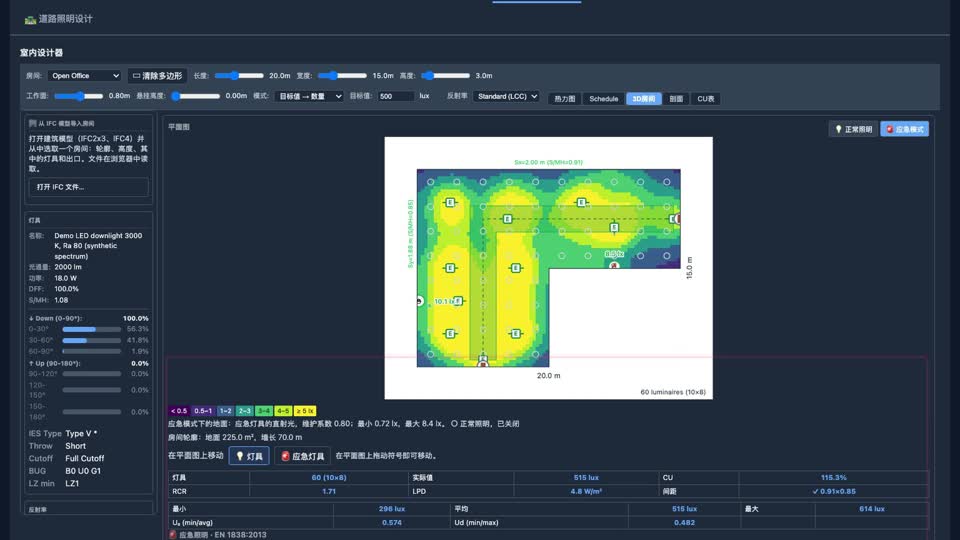 道路照明设计
室内设计器
房间: Open Office 清除多边形 长度: 20.0m 宽度: 15.0m 高度: 3.0m
工作面: 0.80m 悬挂高度: 0.00m 模式: 目标值 → 数量 目标值: 500 lux 反射率 Standard (LCC) 热力图 Schedule 3D房间 剖面 CU表
从 IFC 模型导入房间
打开建筑模型（IFC2x3、IFC4）并
从中选取一个房间：轮廓、高度、其
中的灯具和出口。文件在浏览器中读
取。
打开 IFC 文件...
灯具
名称: Demo LED downlight 3000
K, Ra 80 (synthetic
spectrum)
光通量: 2000 lm
功率: 18.0 W
DFF: 100.0%
S/MH: 1.08
↓ Down (0-90°): 100.0%
0-30° 56.3%
30-60° 41.8%
60-90° 1.9%
↑ Up (90-180°): 0.0%
90-120° 0.0%
120-
150° 0.0%
150-
180° 0.0%
IES Type Type V *
Throw Short
Cutoff Full Cutoff
BUG B0 U0 G1
LZ min LZ1
反射率
平面图
正常照明 应急模式
Sx=2.00 m (S/MH=0.91)
Sy=1.88 m (S/MH=0.85)
E
E
E
E
E
E
E
E
E
E
E
8.4 lx
10.1 lx
15.0 m
20.0 m
60 luminaires (10×8)
< 0.5 0.5–1 1–2 2–3 3–4 4–5 ≥ 5 lx
应急模式下的地面：应急灯具的直射光，维护系数 0.80；最小 0.72 lx，最大 8.4 lx。 正常照明，已关闭
房间轮廓：地面 225.0 m²，墙长 70.0 m
在平面图上移动 灯具 应急灯具 在平面图上拖动符号即可移动。
灯具 60 (10×8) 实际值 515 lux CU 115.3%
RCR 1.71 LPD 4.8 W/m² 间距 ✓ 0.91×0.85
最小 296 lux 平均 515 lux 最大 614 lux
U₀ (min/avg) 0.574 Ud (min/max) 0.482
应急照明 · EN 1838:2013